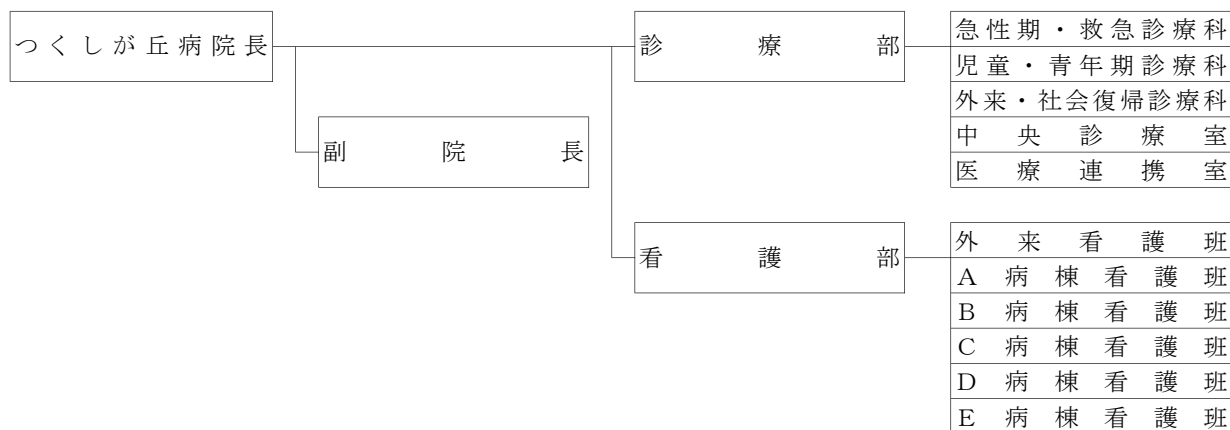 つくしが丘病院長
副院長
診療部
急性期・救急診療科
児童・青年期診療科
外来・社会復帰診療科
中央診療室
医療連携室
看護部
外来看護班
A病棟看護班
B病棟看護班
C病棟看護班
D病棟看護班
E病棟看護班